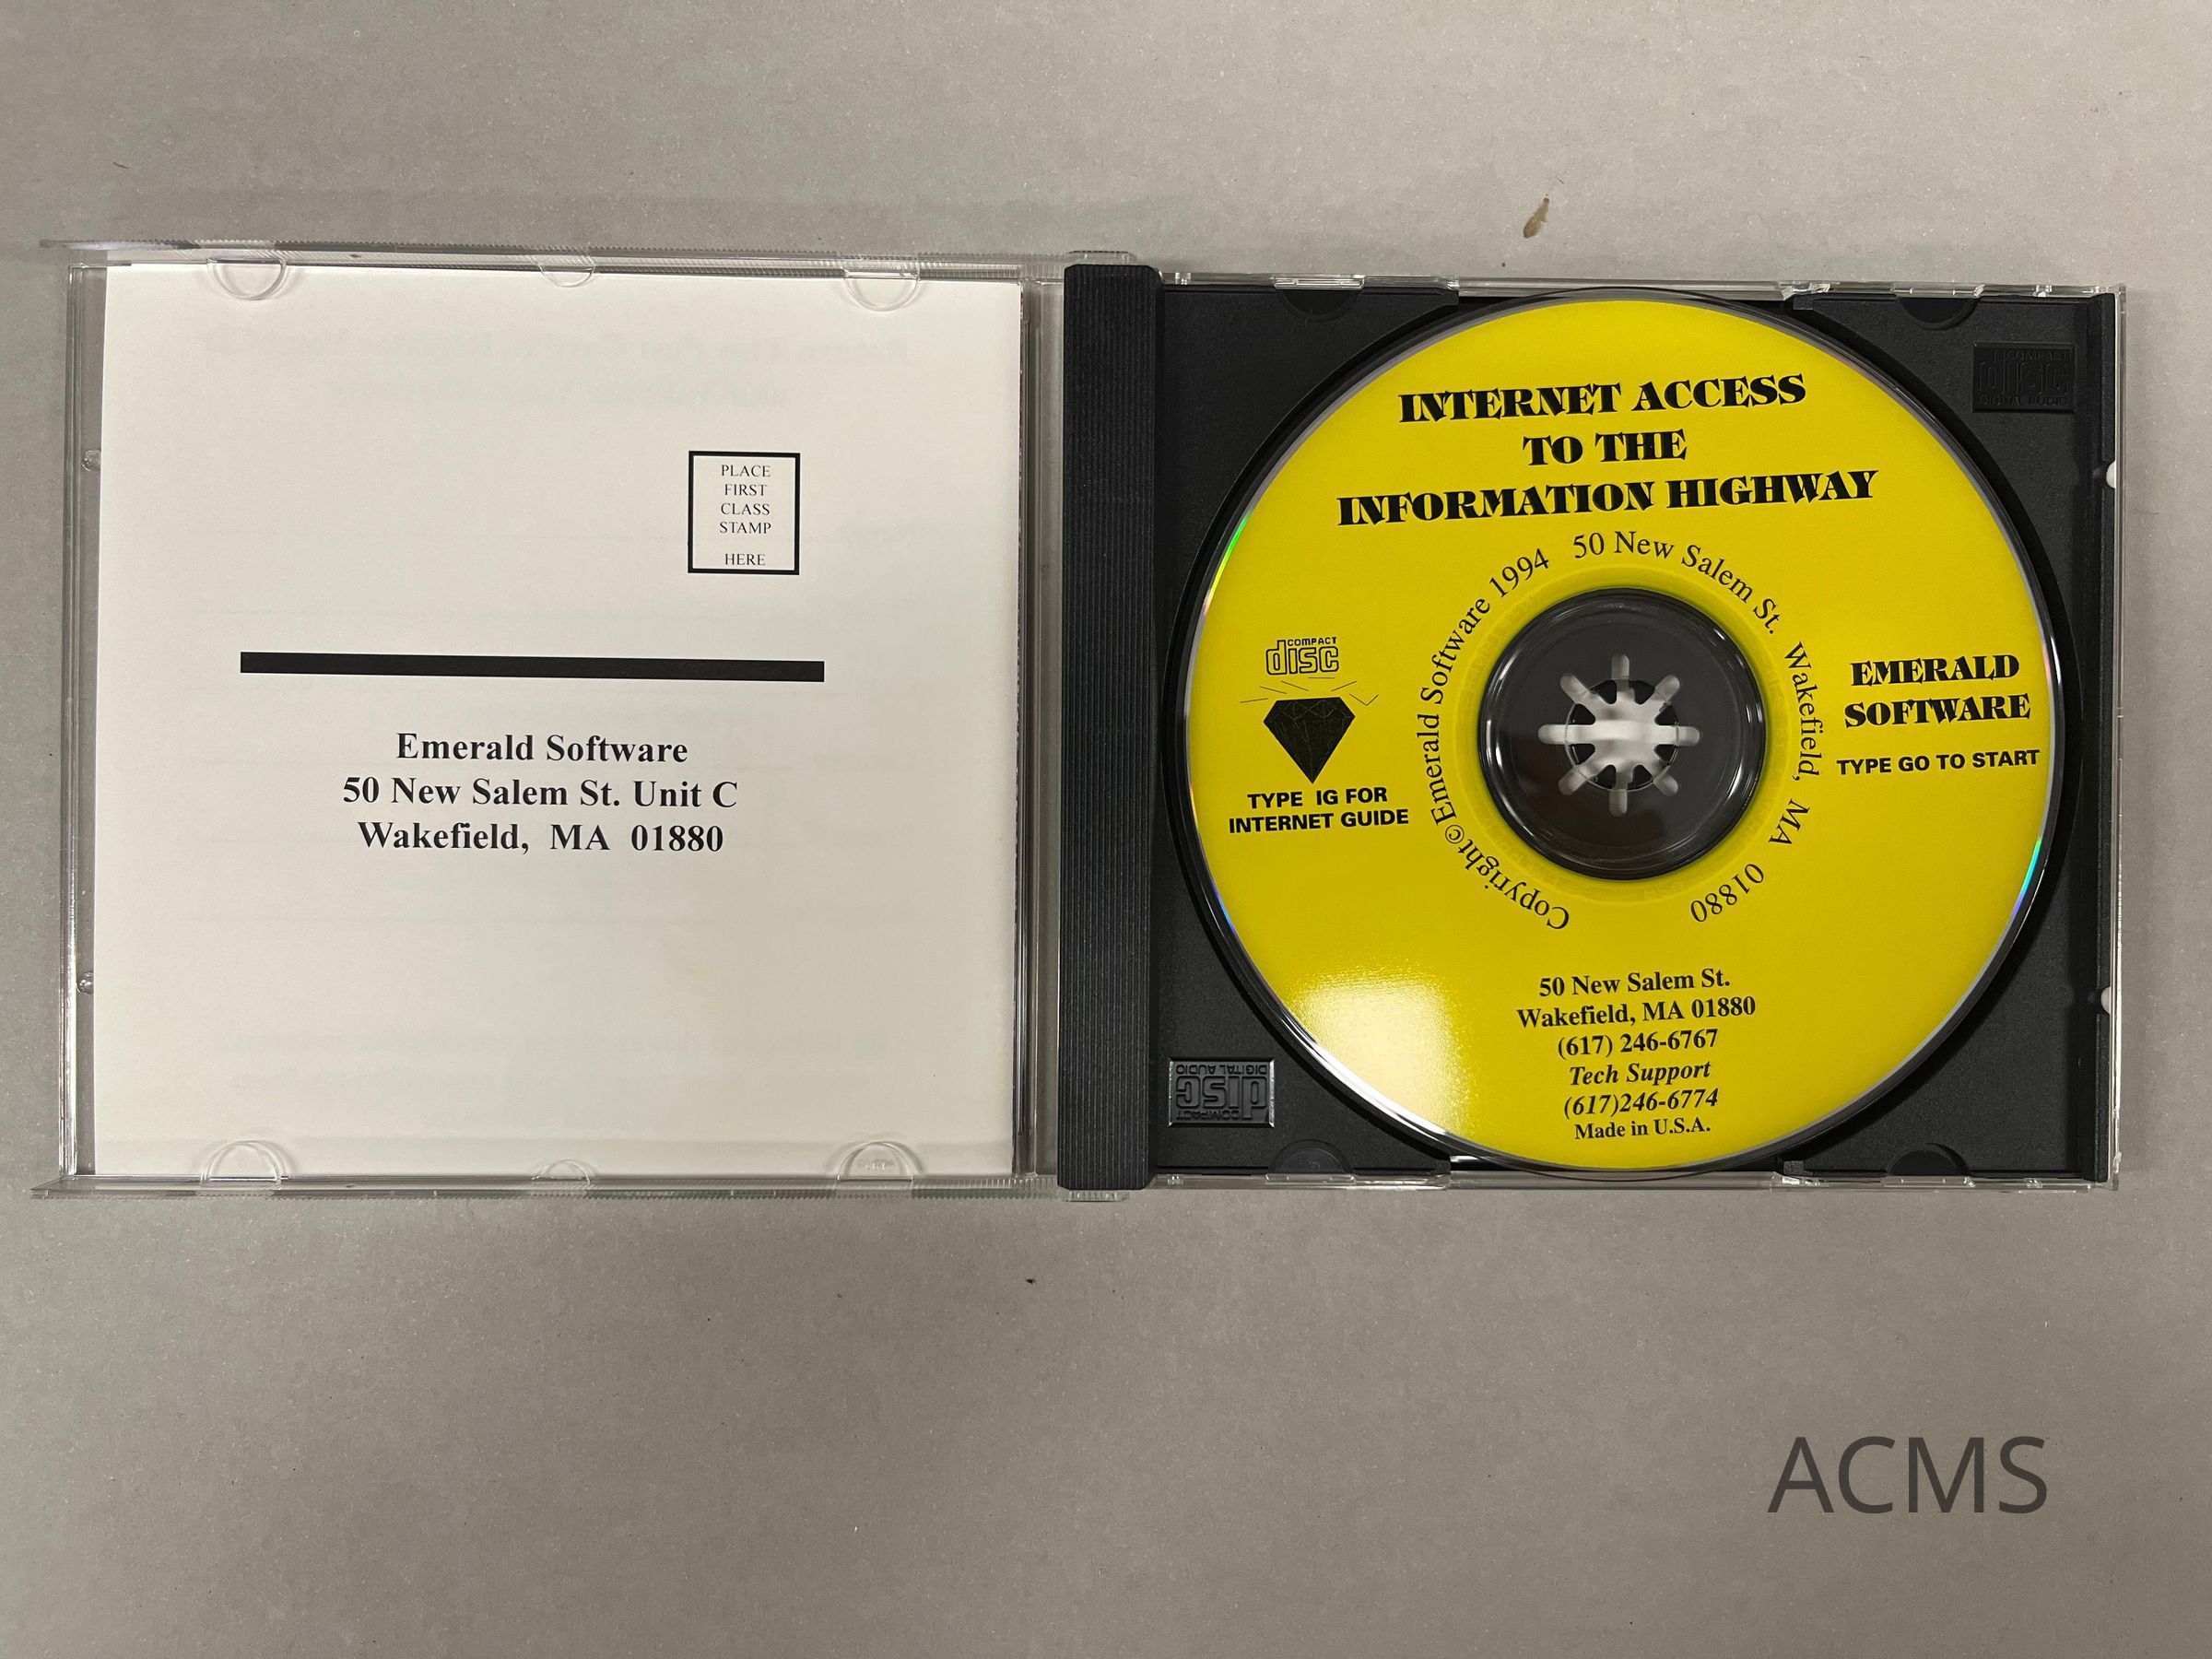 PLACE
FIRST
CLASS
STAMP
HERE
Emerald Software
50 New Salem St. Unit C
Wakefield, MA 01880
INTERNET ACCESS
TO THE
INFORMATION HIGHWAY
Copyright©Emerald Software 1994 50 New Salem St. Wakefield, MA 01880
COMPACT
disc
TYPE IG FOR
INTERNET GUIDE
EMERALD
SOFTWARE
TYPE GO TO START
50 New Salem St.
Wakefield, MA 01880
(617) 246-6767
Tech Support
(617)246-6774
Made in U.S.A.
COMPACT
disc
DIGITAL AUDIO
COMPACT
disc
DIGITAL AUDIO
ACMS